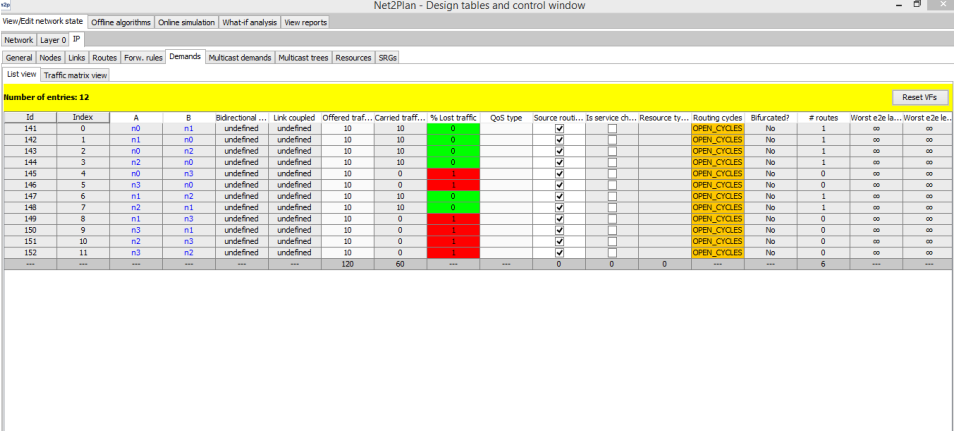 n2p Net2Plan - Design tables and control window
View/Edit network state Offline algorithms Online simulation What-if analysis View reports
Network Layer 0 IP
General Nodes Links Routes Forw. rules Demands Multicast demands Multicast trees Resources SRGs
List view Traffic matrix view
Number of entries: 12 Reset VFs
Id Index A B Bidirectional ... Link coupled Offered traf... Carried traff... % Lost traffic QoS type Source routi... Is service ch... Resource ty... Routing cycles Bifurcated? # routes Worst e2e la... Worst e2e le...
141 0 n0 n1 undefined undefined 10 10 0 OPEN_CYCLES No 1 ∞ ∞
142 1 n1 n0 undefined undefined 10 10 0 OPEN_CYCLES No 1 ∞ ∞
143 2 n0 n2 undefined undefined 10 10 0 OPEN_CYCLES No 1 ∞ ∞
144 3 n2 n0 undefined undefined 10 10 0 OPEN_CYCLES No 1 ∞ ∞
145 4 n0 n3 undefined undefined 10 0 1 OPEN_CYCLES No 0 ∞ ∞
146 5 n3 n0 undefined undefined 10 0 1 OPEN_CYCLES No 0 ∞ ∞
147 6 n1 n2 undefined undefined 10 10 0 OPEN_CYCLES No 1 ∞ ∞
148 7 n2 n1 undefined undefined 10 10 0 OPEN_CYCLES No 1 ∞ ∞
149 8 n1 n3 undefined undefined 10 0 1 OPEN_CYCLES No 0 ∞ ∞
150 9 n3 n1 undefined undefined 10 0 1 OPEN_CYCLES No 0 ∞ ∞
151 10 n2 n3 undefined undefined 10 0 1 OPEN_CYCLES No 0 ∞ ∞
152 11 n3 n2 undefined undefined 10 0 1 OPEN_CYCLES No 0 ∞ ∞
--- --- --- --- --- --- 120 60 --- --- 0 0 0 --- --- 6 --- ---